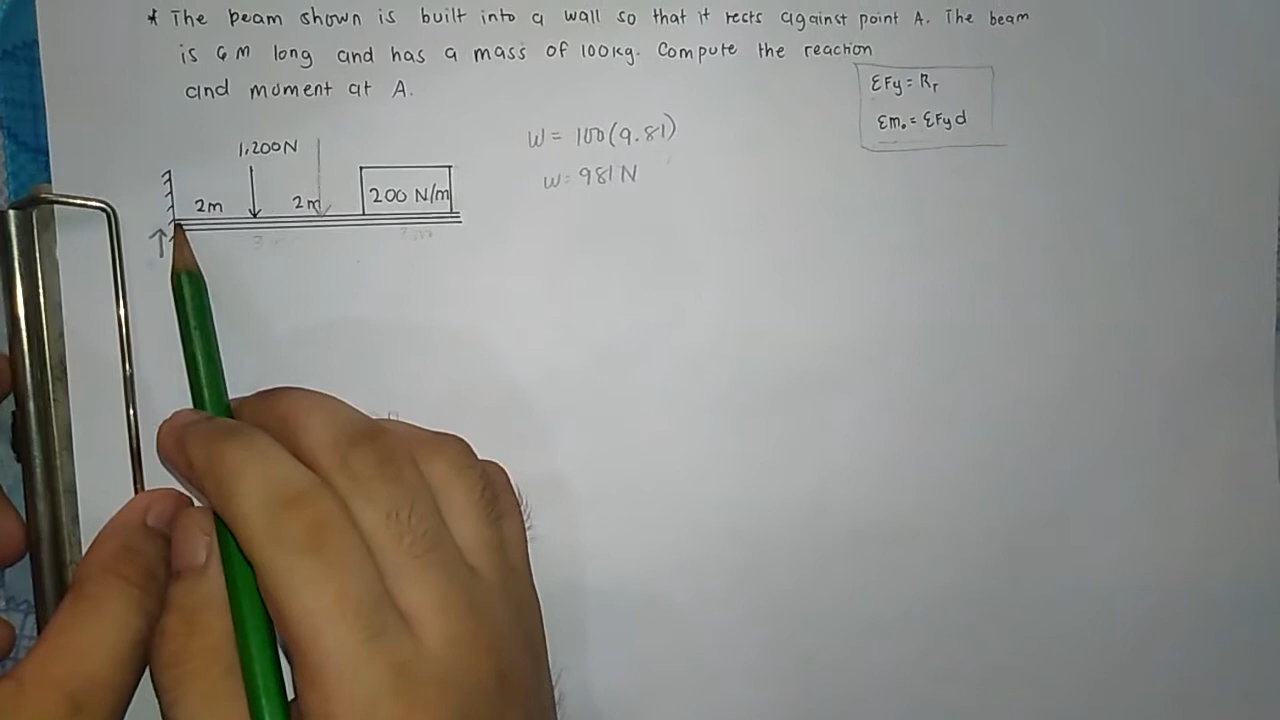 * The beam shown is built into a wall so that it rests against point A. The beam
is 6 m long and has a mass of 100kg. Compute the reaction
and moment at A.
ΣFy = Rr
Σmo = ΣFyd
1,200N
2m
2m
200 N/m
W = 100(9.81)
W = 981 N